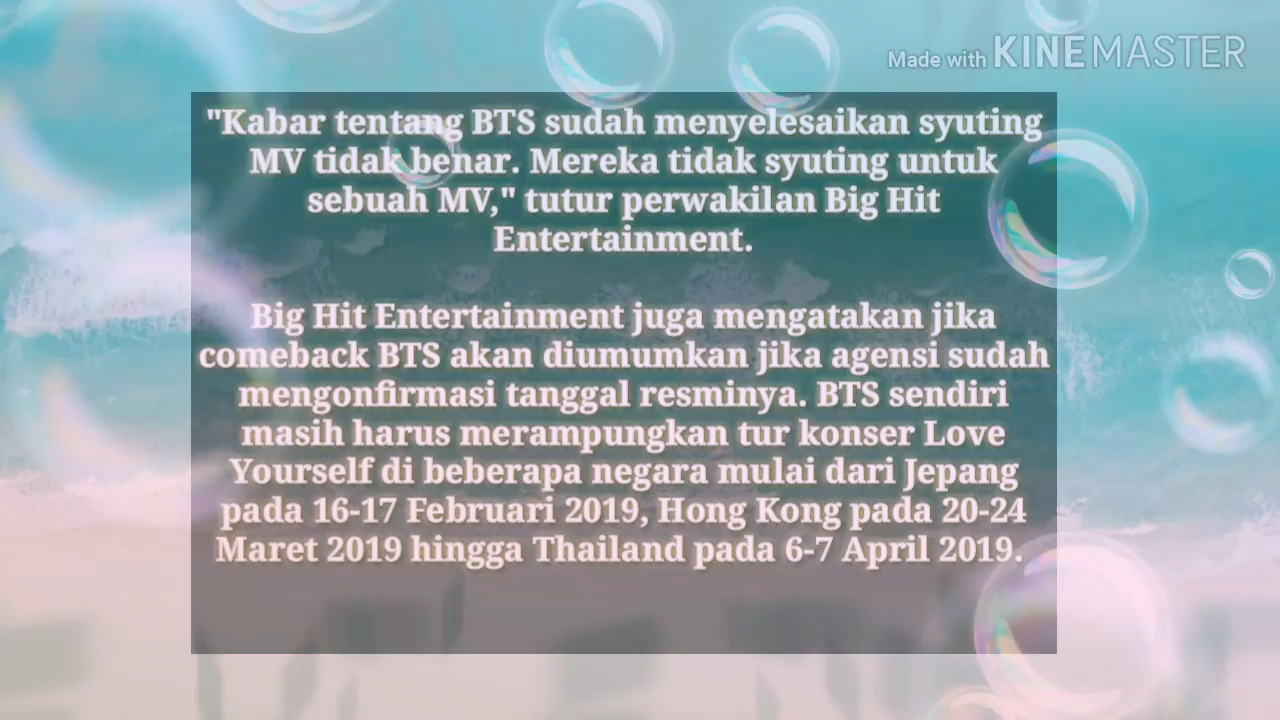 Made with KINEMASTER
"Kabar tentang BTS sudah menyelesaikan syuting
MV tidak benar. Mereka tidak syuting untuk
sebuah MV," tutur perwakilan Big Hit
Entertainment.
Big Hit Entertainment juga mengatakan jika
comeback BTS akan diumumkan jika agensi sudah
mengonfirmasi tanggal resminya. BTS sendiri
masih harus merampungkan tur konser Love
Yourself di beberapa negara mulai dari Jepang
pada 16-17 Februari 2019, Hong Kong pada 20-24
Maret 2019 hingga Thailand pada 6-7 April 2019.